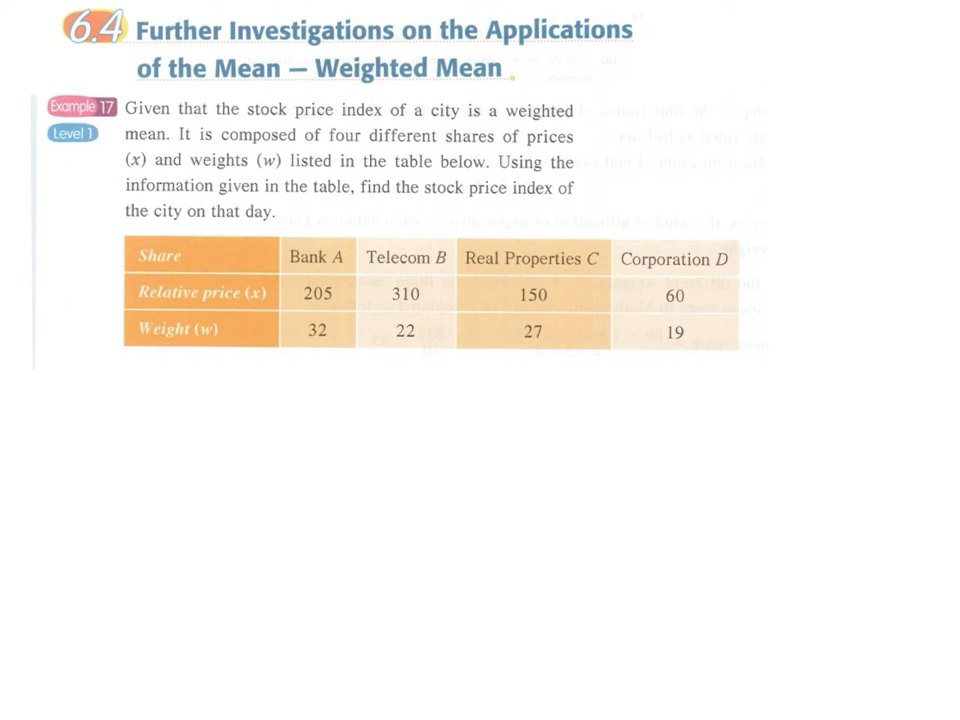 6.4 Further Investigations on the Applications
of the Mean — Weighted Mean
Example 17 Given that the stock price index of a city is a weighted
Level 1 mean. It is composed of four different shares of prices
(x) and weights (w) listed in the table below. Using the
information given in the table, find the stock price index of
the city on that day.
Share Bank A Telecom B Real Properties C Corporation D
Relative price (x) 205 310 150 60
Weight (w) 32 22 27 19